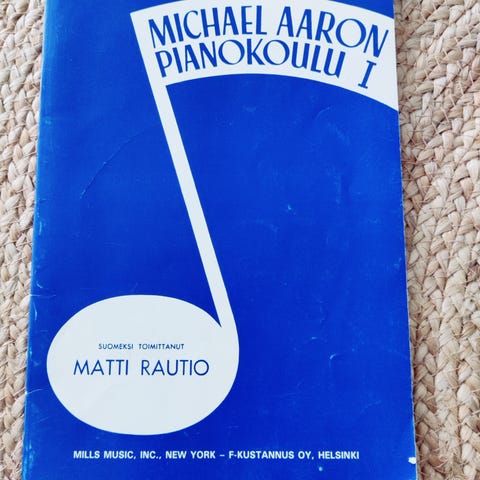 MICHAEL AARON
PIANOKOULU I
SUOMEKSI TOIMITTANUT
MATTI RAUTIO
MILLS MUSIC, INC., NEW YORK – F-KUSTANNUS OY, HELSINKI